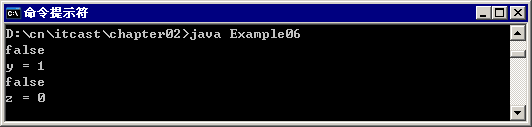 命令提示符
D:\cn\itcast\chapter02>java Example06
false
y = 1
false
z = 0